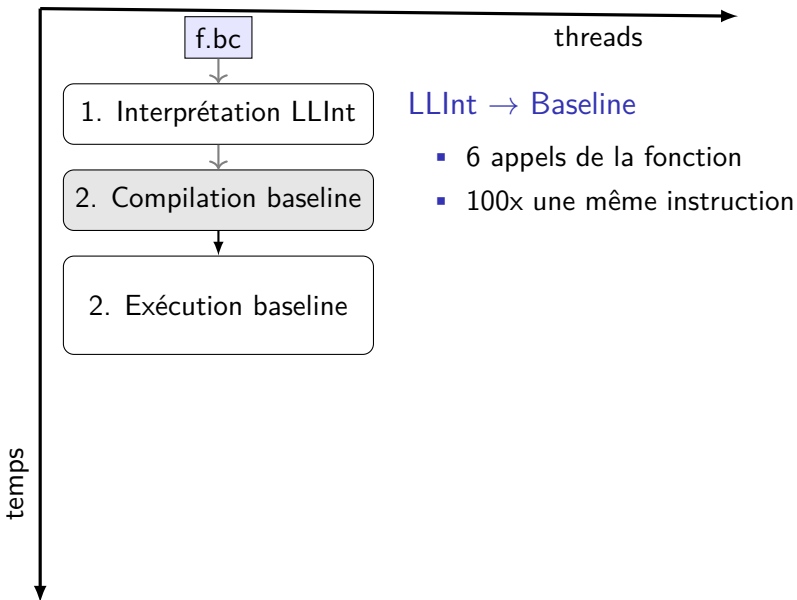 threads
f.bc
1. Interprétation LLInt
2. Compilation baseline
2. Exécution baseline
LLInt → Baseline
▪ 6 appels de la fonction
▪ 100x une même instruction
temps